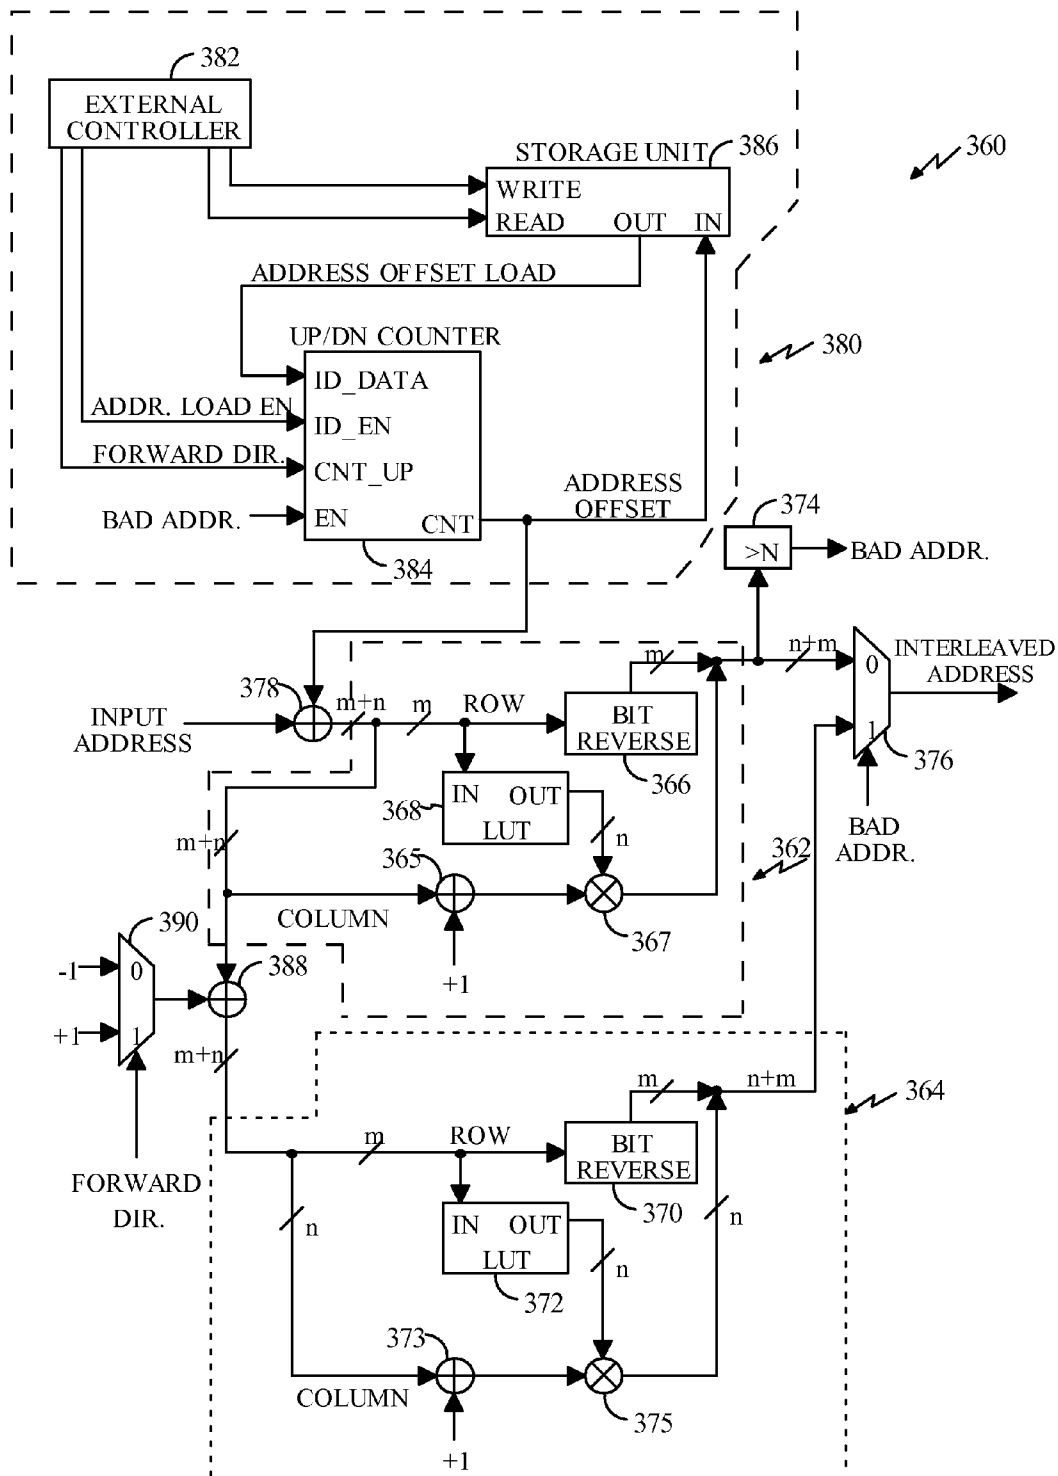 382
EXTERNAL
CONTROLLER
360
STORAGE UNIT
386
WRITE
READ
OUT
IN
ADDRESS OFFSET LOAD
UP/DN COUNTER
380
ID_DATA
ADDR. LOAD EN
ID_EN
FORWARD DIR.
CNT_UP
BAD ADDR.
EN
CNT
384
ADDRESS
OFFSET
374
>N
BAD ADDR.
378
m+n
m
ROW
INPUT
ADDRESS
BIT
REVERSE
366
m
n+m
0
1
INTERLEAVED
ADDRESS
376
BAD
ADDR.
368
IN
OUT
LUT
n
m+n
365
COLUMN
+1
367
362
390
-1
0
+1
1
388
m+n
FORWARD
DIR.
364
m
n+m
m
ROW
BIT
REVERSE
370
n
IN
OUT
LUT
372
n
n
373
COLUMN
375
+1